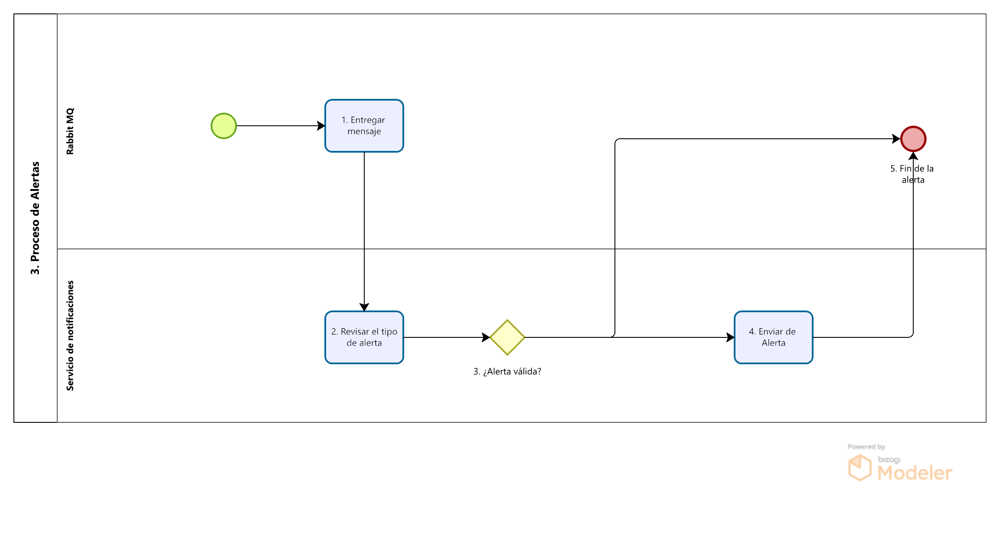 3. Proceso de Alertas
Rabbit MQ
1. Entregar
mensaje
5. Fin de la
alerta
Servicio de notificaciones
2. Revisar el tipo
de alerta
3. ¿Alerta válida?
4. Enviar de
Alerta
Powered by
bizagi
Modeler